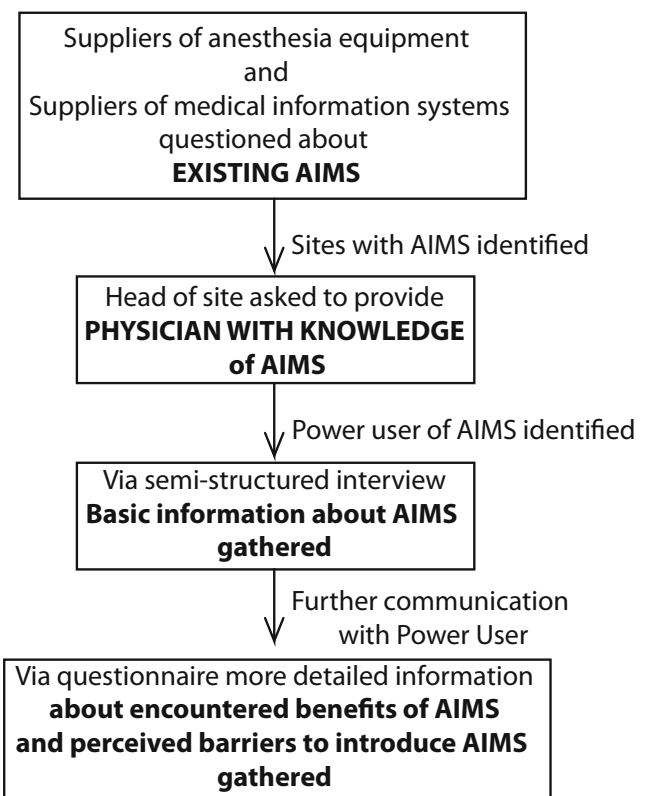 Suppliers of anesthesia equipment
and
Suppliers of medical information systems
questioned about
EXISTING AIMS
Sites with AIMS identified
Head of site asked to provide
PHYSICIAN WITH KNOWLEDGE
of AIMS
Power user of AIMS identified
Via semi-structured interview
Basic information about AIMS
gathered
Further communication
with Power User
Via questionnaire more detailed information
about encountered benefits of AIMS
and perceived barriers to introduce AIMS
gathered